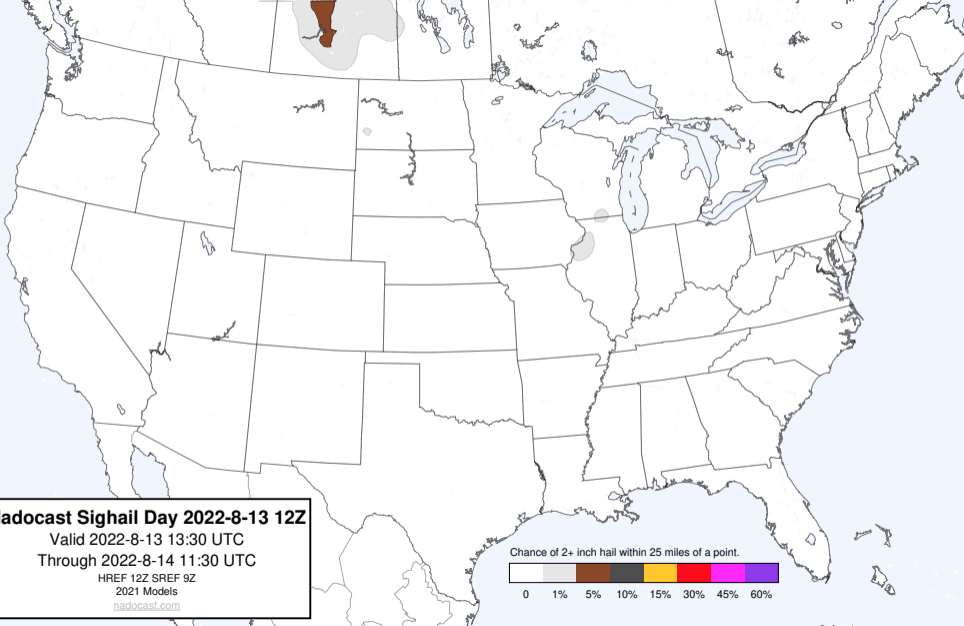 adocast Sighail Day 2022-8-13 12Z
Valid 2022-8-13 13:30 UTC
Through 2022-8-14 11:30 UTC
HREF 12Z SREF 9Z
2021 Models
nadocast.com
Chance of 2+ inch hail within 25 miles of a point.
0 1% 5% 10% 15% 30% 45% 60%